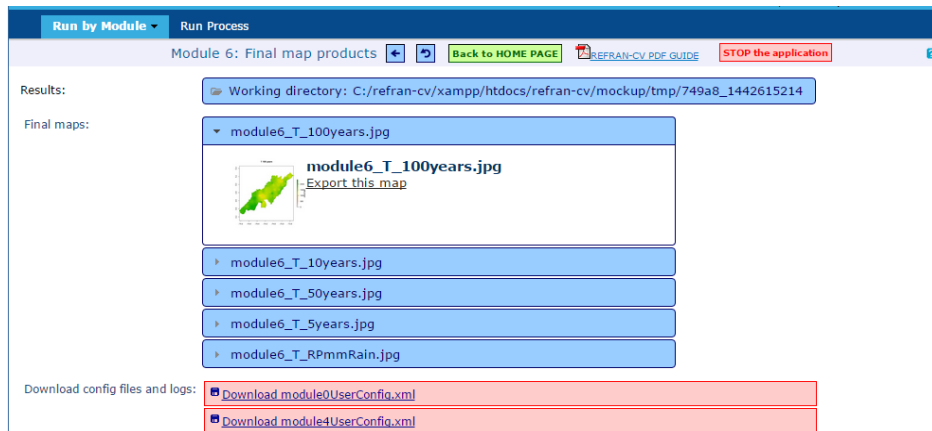 Run by Module Run Process
Module 6: Final map products Back to HOME PAGE REFRAN-CV PDF GUIDE STOP the application
Results: Working directory: C:/refran-cv/xampp/htdocs/refran-cv/mockup/tmp/749a8_1442615214
Final maps: module6_T_100years.jpg
module6_T_100years.jpg
Export this map
module6_T_10years.jpg
module6_T_50years.jpg
module6_T_5years.jpg
module6_T_RPmmRain.jpg
Download config files and logs: Download module0UserConfig.xml
Download module4UserConfig.xml